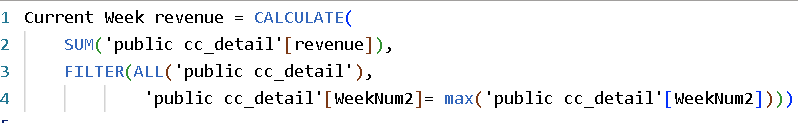 1 Current Week revenue = CALCULATE(
2 SUM('public cc_detail'[revenue]),
3 FILTER(ALL('public cc_detail'),
4 'public cc_detail'[WeekNum2]= max('public cc_detail'[WeekNum2])))